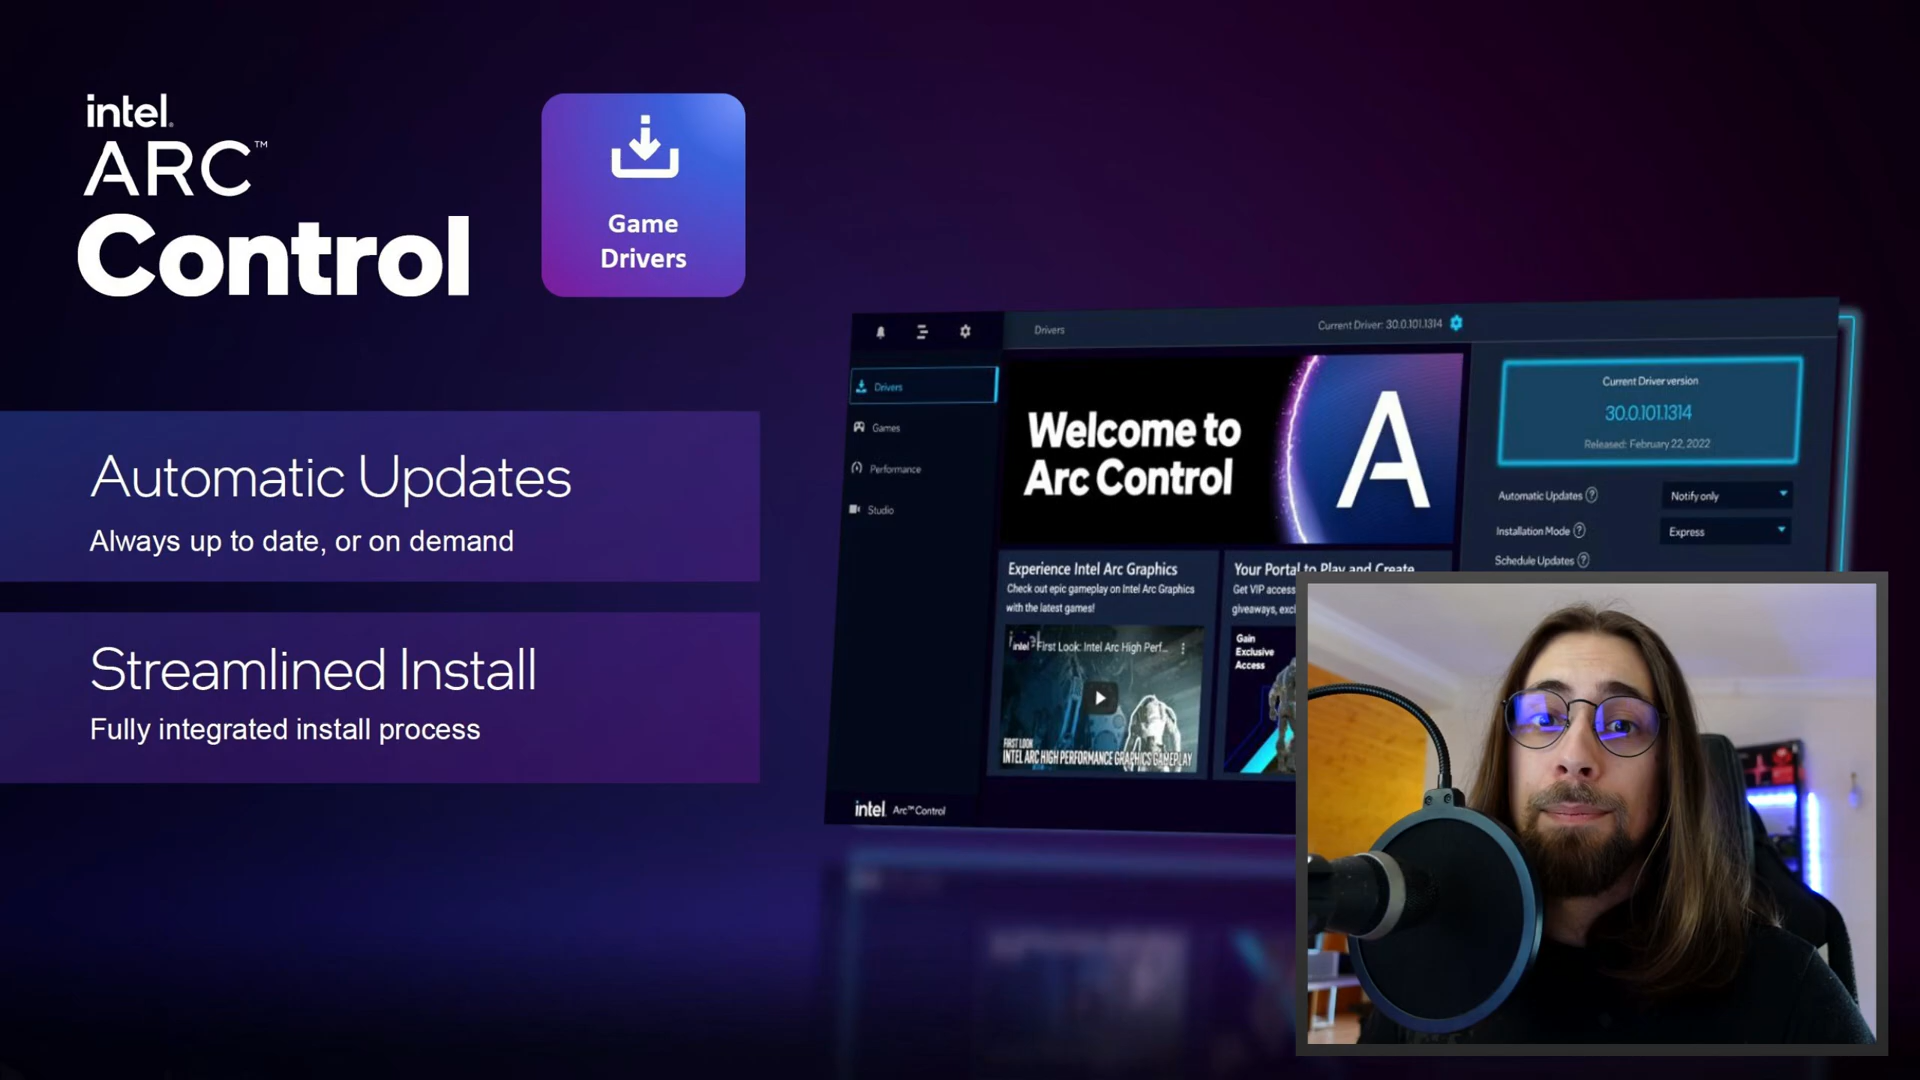 intel.
ARC™
Control
Game
Drivers
Automatic Updates
Always up to date, or on demand
Streamlined Install
Fully integrated install process
Drivers
Current Driver: 30.0.101.1314
Drivers
Games
Performance
Studio
Welcome to
Arc Control
Current Driver version
30.0.101.1314
Released: February 22, 2022
Automatic Updates ?
Notify only
Installation Mode ?
Express
Schedule Updates ?
Experience Intel Arc Graphics
Check out epic gameplay on Intel Arc Graphics
with the latest games!
intel
First Look: Intel Arc High Perf...
FIRST LOOK
INTEL ARC HIGH PERFORMANCE GRAPHICS GAMEPLAY
Your Portal to Play and Create
Get VIP access
giveaways,
Gain
Exclusive
Access
intel Arc™ Control